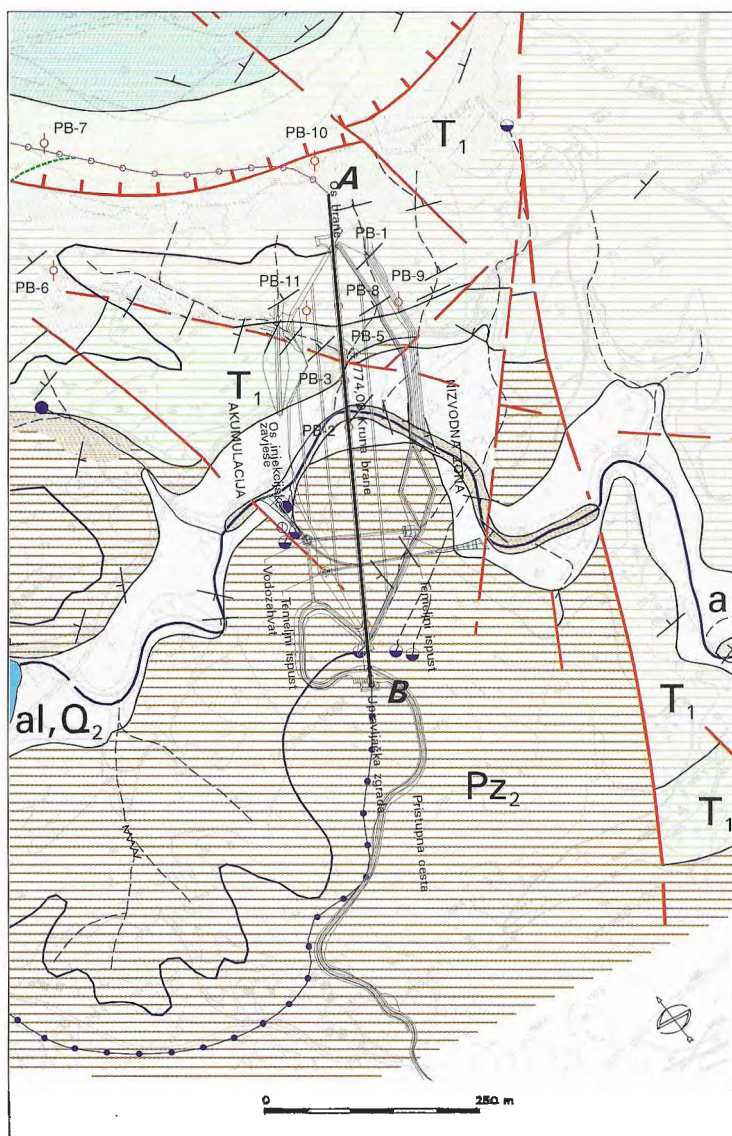 PB-7
PB-10
T1
A
Os brane
PB-1
PB-11
PB-9
PB-6
PB-8
PB-5
T1
PB-3
774,00 Kruna brane
NIZVODNA ZONA
AKUMULACIJA
Os injekcijske zavjese
PB-2
Vodozahvat
Temeljni ispust
Temeljni ispust
a
B
T1
al, Q2
Upravljačka zgrada
Pz2
T1
Pristupna cesta
0
250 m